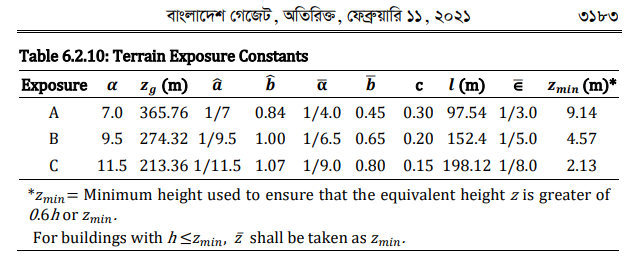 বাংলাদেশ গেজেট, অতিরিক্ত, ফেব্রুয়ারি ১১, ২০২১ ৩১৮৩
Table 6.2.10: Terrain Exposure Constants
Exposure α z_g (m) â b̂ ᾱ b̄ c l (m) ϵ̄ z_min (m)*
A 7.0 365.76 1/7 0.84 1/4.0 0.45 0.30 97.54 1/3.0 9.14
B 9.5 274.32 1/9.5 1.00 1/6.5 0.65 0.20 152.4 1/5.0 4.57
C 11.5 213.36 1/11.5 1.07 1/9.0 0.80 0.15 198.12 1/8.0 2.13
*z_min= Minimum height used to ensure that the equivalent height z is greater of
0.6h or z_min.
For buildings with h ≤z_min, z̄ shall be taken as z_min.